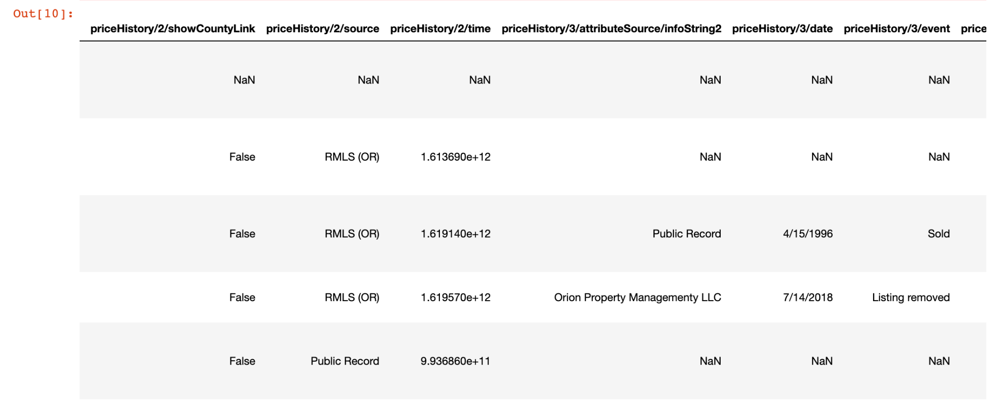 Out[10]:
priceHistory/2/showCountyLink priceHistory/2/source priceHistory/2/time priceHistory/3/attributeSource/infoString2 priceHistory/3/date priceHistory/3/event price
NaN NaN NaN NaN NaN NaN
False RMLS (OR) 1.613690e+12 NaN NaN NaN
False RMLS (OR) 1.619140e+12 Public Record 4/15/1996 Sold
False RMLS (OR) 1.619570e+12 Orion Property Managementy LLC 7/14/2018 Listing removed
False Public Record 9.936860e+11 NaN NaN NaN